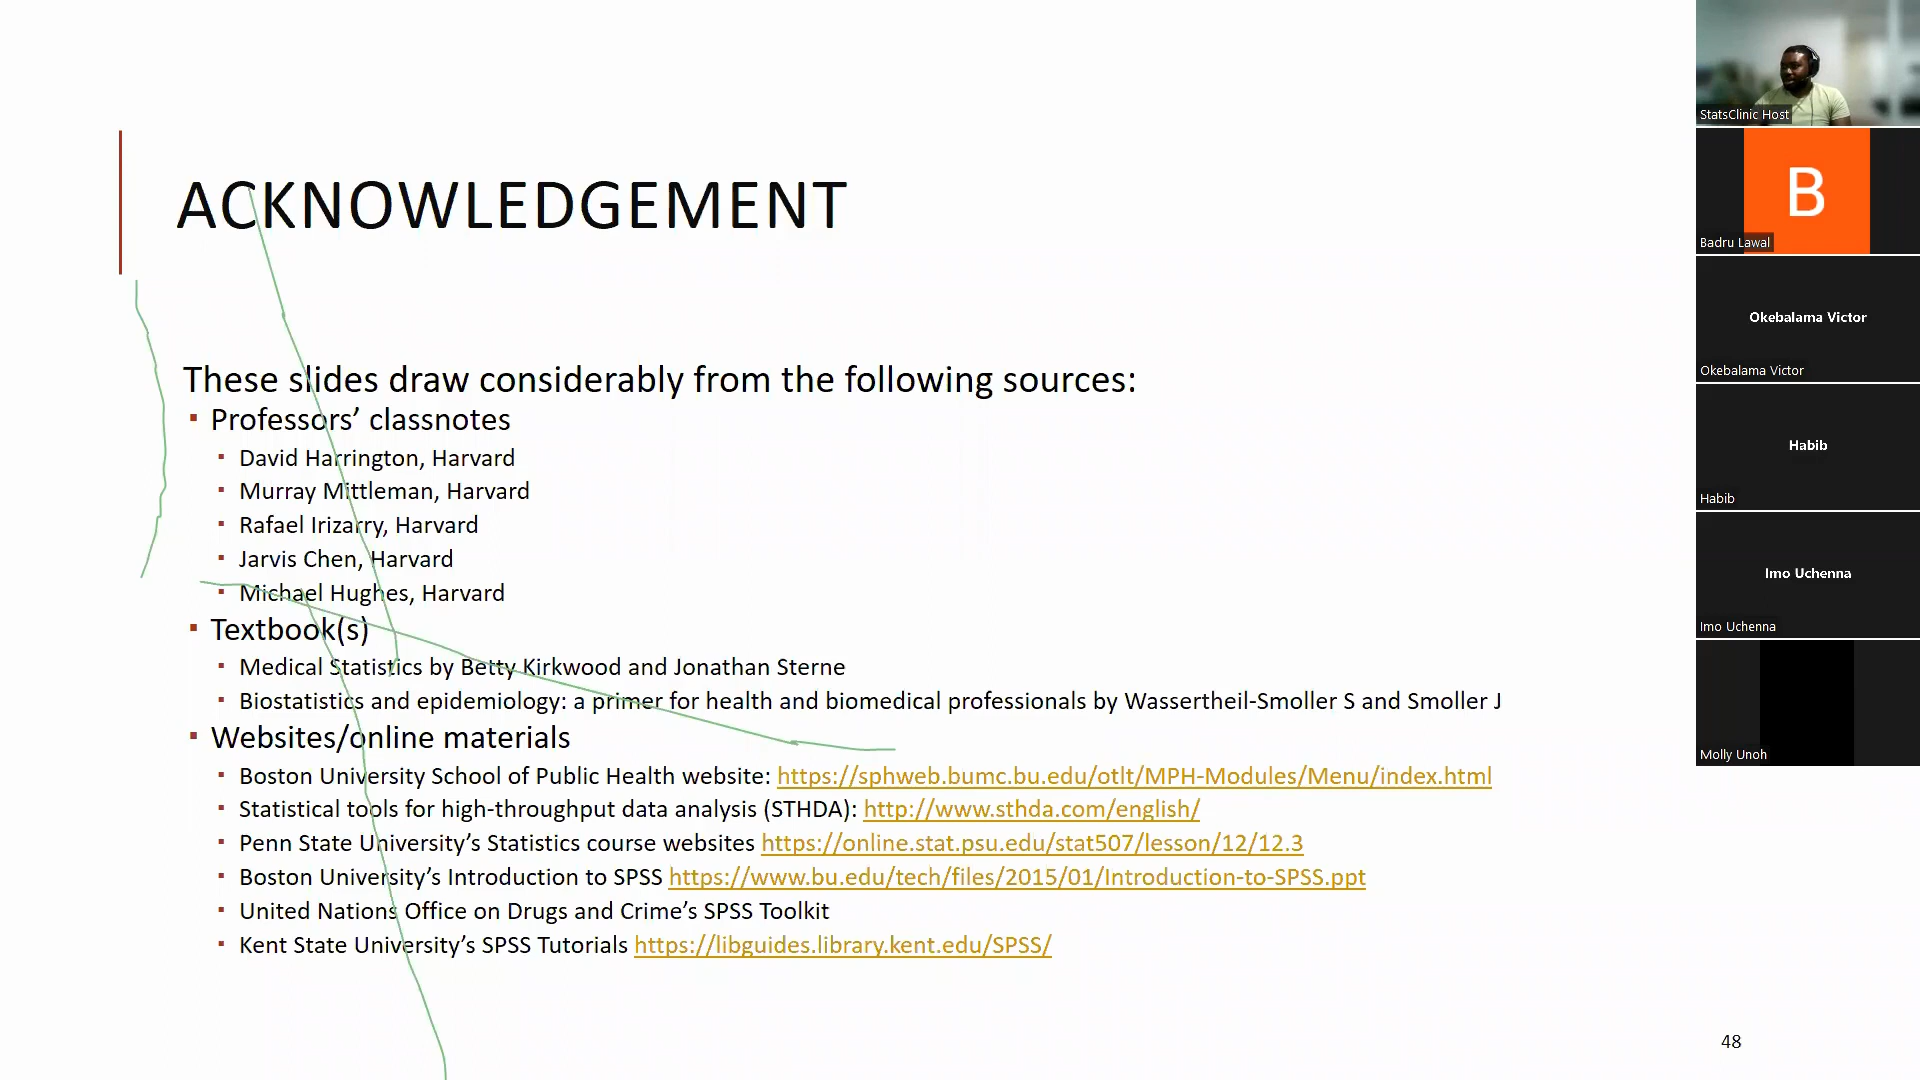 ACKNOWLEDGEMENT
These slides draw considerably from the following sources:
▪ Professors’ classnotes
▪ David Harrington, Harvard
▪ Murray Mittleman, Harvard
▪ Rafael Irizarry, Harvard
▪ Jarvis Chen, Harvard
▪ Michael Hughes, Harvard
▪ Textbook(s)
▪ Medical Statistics by Betty Kirkwood and Jonathan Sterne
▪ Biostatistics and epidemiology: a primer for health and biomedical professionals by Wassertheil-Smoller S and Smoller J
▪ Websites/online materials
▪ Boston University School of Public Health website: https://sphweb.bumc.bu.edu/otlt/MPH-Modules/Menu/index.html
▪ Statistical tools for high-throughput data analysis (STHDA): http://www.sthda.com/english/
▪ Penn State University’s Statistics course websites https://online.stat.psu.edu/stat507/lesson/12/12.3
▪ Boston University’s Introduction to SPSS https://www.bu.edu/tech/files/2015/01/Introduction-to-SPSS.ppt
▪ United Nations Office on Drugs and Crime’s SPSS Toolkit
▪ Kent State University’s SPSS Tutorials https://libguides.library.kent.edu/SPSS/
48
StatsClinic Host
B
Badru Lawal
Okebalama Victor
Okebalama Victor
Habib
Habib
Imo Uchenna
Imo Uchenna
Molly Unoh